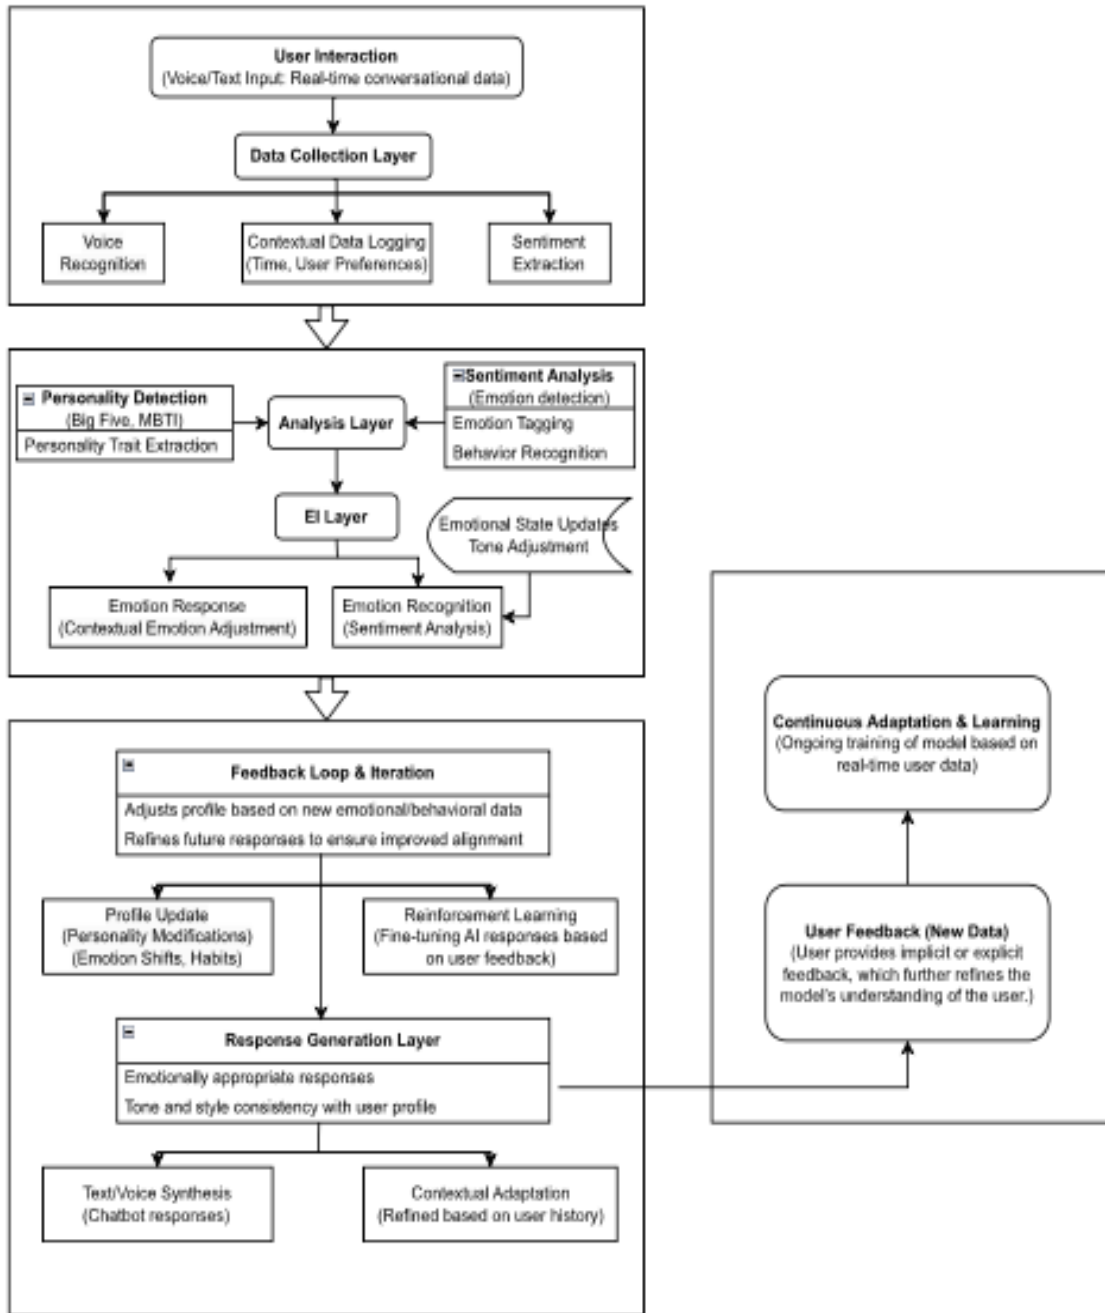 User Interaction
(Voice/Text Input: Real-time conversational data)
Data Collection Layer
Voice
Recognition
Contextual Data Logging
(Time, User Preferences)
Sentiment
Extraction
Personality Detection
(Big Five, MBTI)
Personality Trait Extraction
Analysis Layer
Sentiment Analysis
(Emotion detection)
Emotion Tagging
Behavior Recognition
EI Layer
Emotional State Updates
Tone Adjustment
Emotion Response
(Contextual Emotion Adjustment)
Emotion Recognition
(Sentiment Analysis)
Feedback Loop & Iteration
Adjusts profile based on new emotional/behavioral data
Refines future responses to ensure improved alignment
Profile Update
(Personality Modifications)
(Emotion Shifts, Habits)
Reinforcement Learning
(Fine-tuning AI responses based
on user feedback)
Response Generation Layer
Emotionally appropriate responses
Tone and style consistency with user profile
Text/Voice Synthesis
(Chatbot responses)
Contextual Adaptation
(Refined based on user history)
Continuous Adaptation & Learning
(Ongoing training of model based on
real-time user data)
User Feedback (New Data)
(User provides implicit or explicit
feedback, which further refines the
model's understanding of the user.)